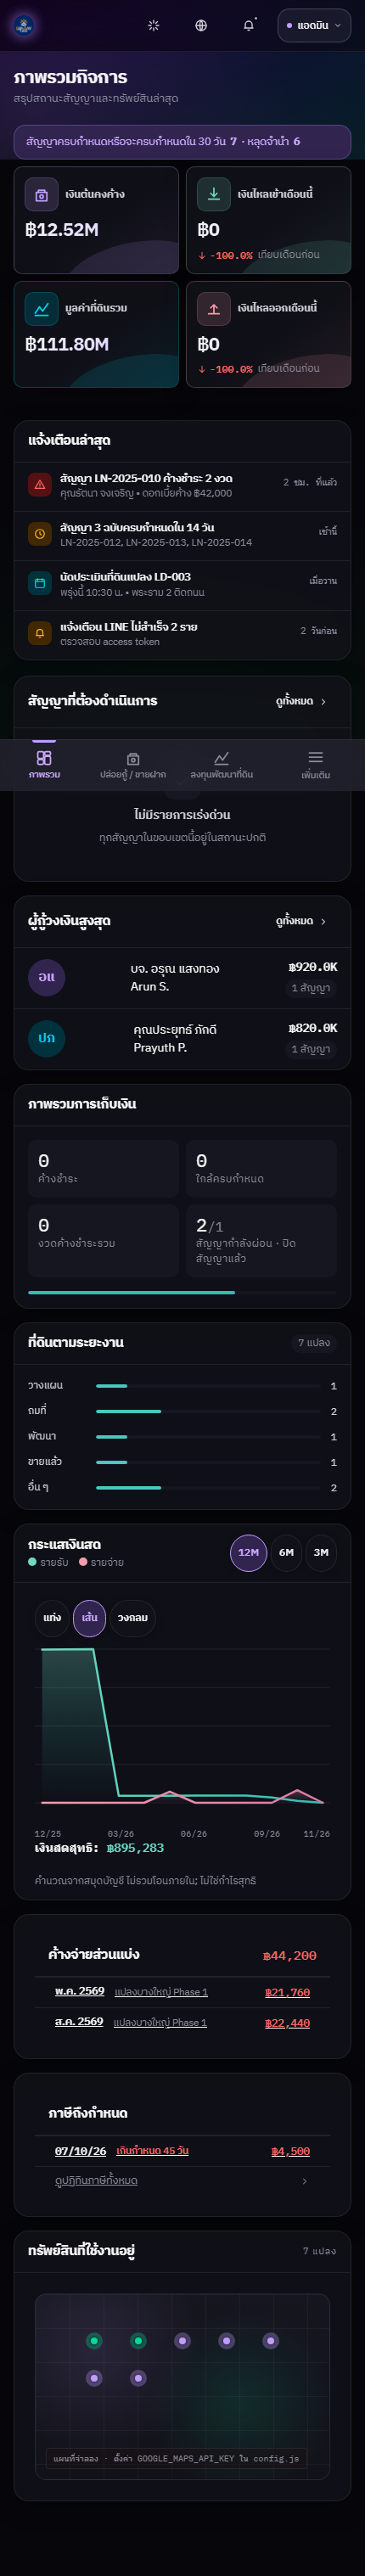 แอดมิน
ภาพรวมกิจการ
สรุปสถานะสัญญาและทรัพย์สินล่าสุด
สัญญาครบกำหนดหรือจะครบกำหนดใน 30 วัน 7 · หลุดจำนำ 6
เงินต้นคงค้าง
฿12.52M
เงินไหลเข้าเดือนนี้
฿0
↓ -100.0% เทียบเดือนก่อน
มูลค่าที่ดินรวม
฿111.80M
เงินไหลออกเดือนนี้
฿0
↓ -100.0% เทียบเดือนก่อน
แจ้งเตือนล่าสุด
สัญญา LN-2025-010 ค้างชำระ 2 งวด
2 ชม. ที่แล้ว
คุณรัตนา จงเจริญ • ดอกเบี้ยค้าง ฿42,000
สัญญา 3 ฉบับครบกำหนดใน 14 วัน
เช้านี้
LN-2025-012, LN-2025-013, LN-2025-014
นัดประเมินที่ดินแปลง LD-003
เมื่อวาน
พรุ่งนี้ 10:30 น. • พระราม 2 ติดถนน
แจ้งเตือน LINE ไม่สำเร็จ 2 ราย
2 วันก่อน
ตรวจสอบ access token
สัญญาที่ต้องดำเนินการ
ดูทั้งหมด
ภาพรวม
ปล่อยกู้ / ขายฝาก
ลงทุนพัฒนาที่ดิน
เพิ่มเติม
ไม่มีรายการเร่งด่วน
ทุกสัญญาในขอบเขตนี้อยู่ในสถานะปกติ
ผู้กู้วงเงินสูงสุด
ดูทั้งหมด
อแ
บจ. อรุณ แสงทอง
Arun S.
฿920.0K
1 สัญญา
ปภ
คุณประยุทธ์ ภักดี
Prayuth P.
฿820.0K
1 สัญญา
ภาพรวมการเก็บเงิน
0
ค้างชำระ
0
ใกล้ครบกำหนด
0
งวดค้างชำระรวม
2/1
สัญญากำลังผ่อน · ปิด
สัญญาแล้ว
ที่ดินตามระยะงาน
7 แปลง
วางแผน 1
ถมที่ 2
พัฒนา 1
ขายแล้ว 1
อื่น ๆ 2
กระแสเงินสด
รายรับ รายจ่าย
12M 6M 3M
แท่ง เส้น วงกลม
12/25 03/26 06/26 09/26 11/26
เงินสดสุทธิ: ฿895,283
คำนวณจากสมุดบัญชี ไม่รวมโอนภายใน; ไม่ใช่กำไรสุทธิ
ค้างจ่ายส่วนแบ่ง
฿44,200
พ.ค. 2569 แปลงบางใหญ่ Phase 1 ฿21,760
ส.ค. 2569 แปลงบางใหญ่ Phase 1 ฿22,440
ภาษีถึงกำหนด
07/10/26 เกินกำหนด 45 วัน ฿4,500
ดูปฏิทินภาษีทั้งหมด
ทรัพย์สินที่ใช้งานอยู่
7 แปลง
แผนที่จำลอง · ตั้งค่า GOOGLE_MAPS_API_KEY ใน config.js